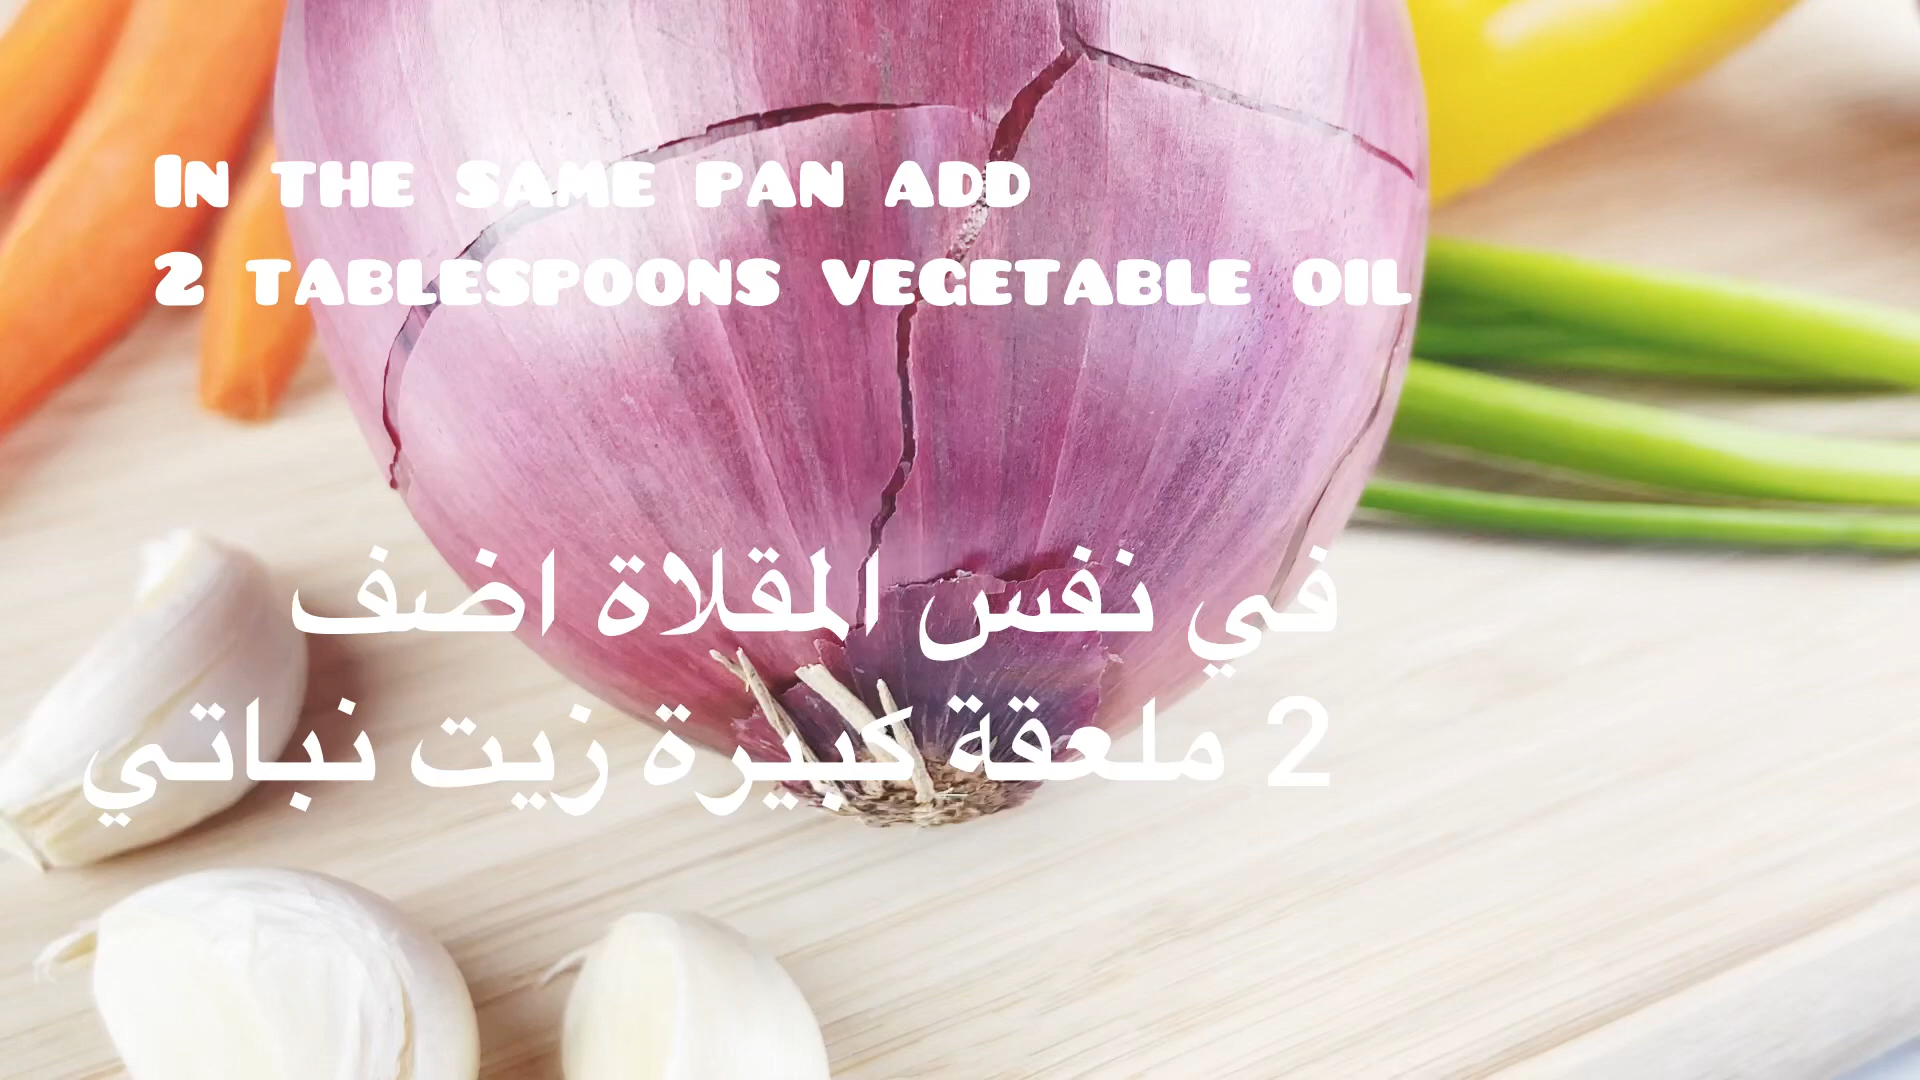 In the same pan add
2 tablespoons vegetable oil
في نفس المقلاة اضف
2 ملعقة كبيرة زيت نباتي